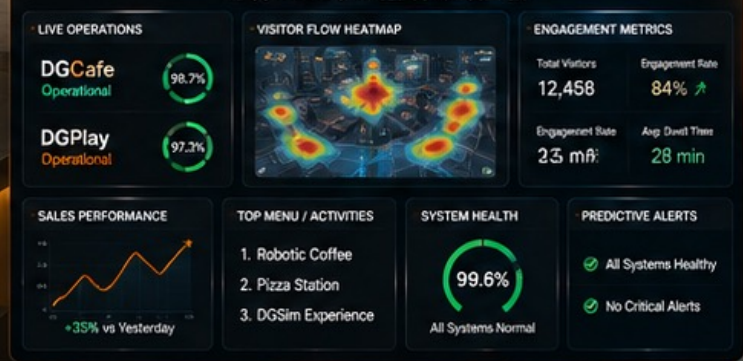 LIVE OPERATIONS
DGCafe
Operational
98.7%
DGPlay
Operational
97.2%
VISITOR FLOW HEATMAP
ENGAGEMENT METRICS
Total Visitors
12,458
Engagement Rate
84%
Avg Dwell Time
28 min
SALES PERFORMANCE
+35% vs Yesterday
TOP MENU / ACTIVITIES
1. Robotic Coffee
2. Pizza Station
3. DGSim Experience
SYSTEM HEALTH
99.6%
All Systems Normal
PREDICTIVE ALERTS
All Systems Healthy
No Critical Alerts